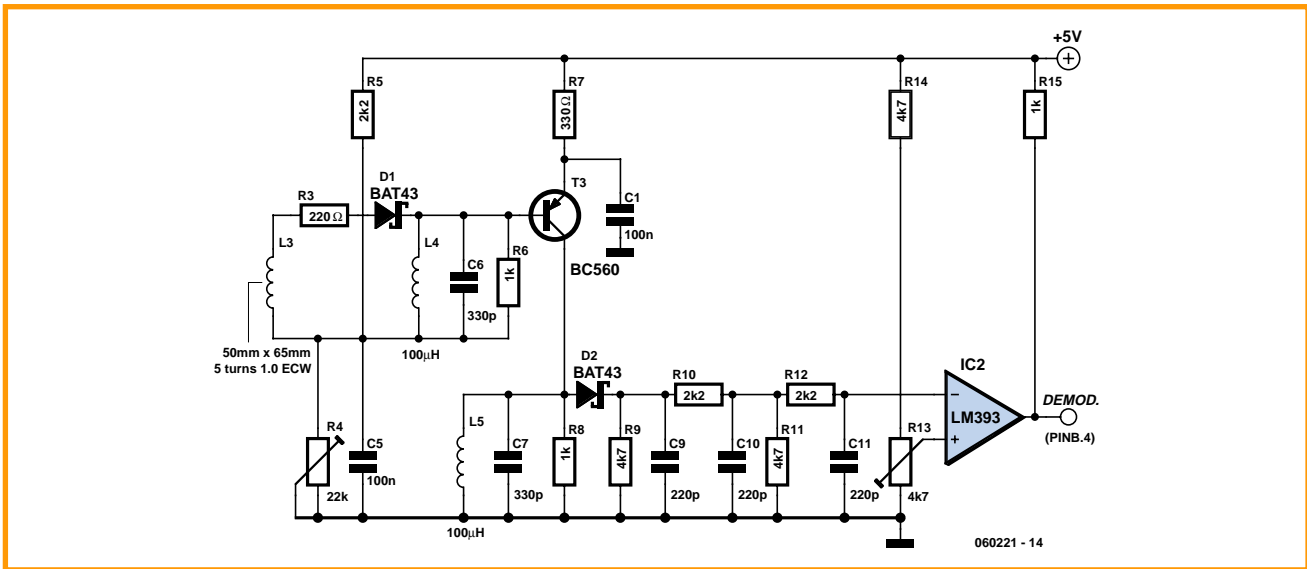 +5V
R5
2k2
R7
330Ω
R14
4k7
R15
1k
D1
BAT43
R3
220Ω
T3
C1
100n
BC560
L3
L4
C6
330p
R6
1k
50mm x 65mm
5 turns 1.0 ECW
100µH
D2
BAT43
R10
2k2
R12
2k2
IC2
LM393
DEMOD.
(PINB.4)
R4
22k
C5
100n
L5
C7
330p
R8
1k
R9
4k7
C9
220p
C10
220p
R11
4k7
C11
220p
R13
4k7
100µH
060221 - 14